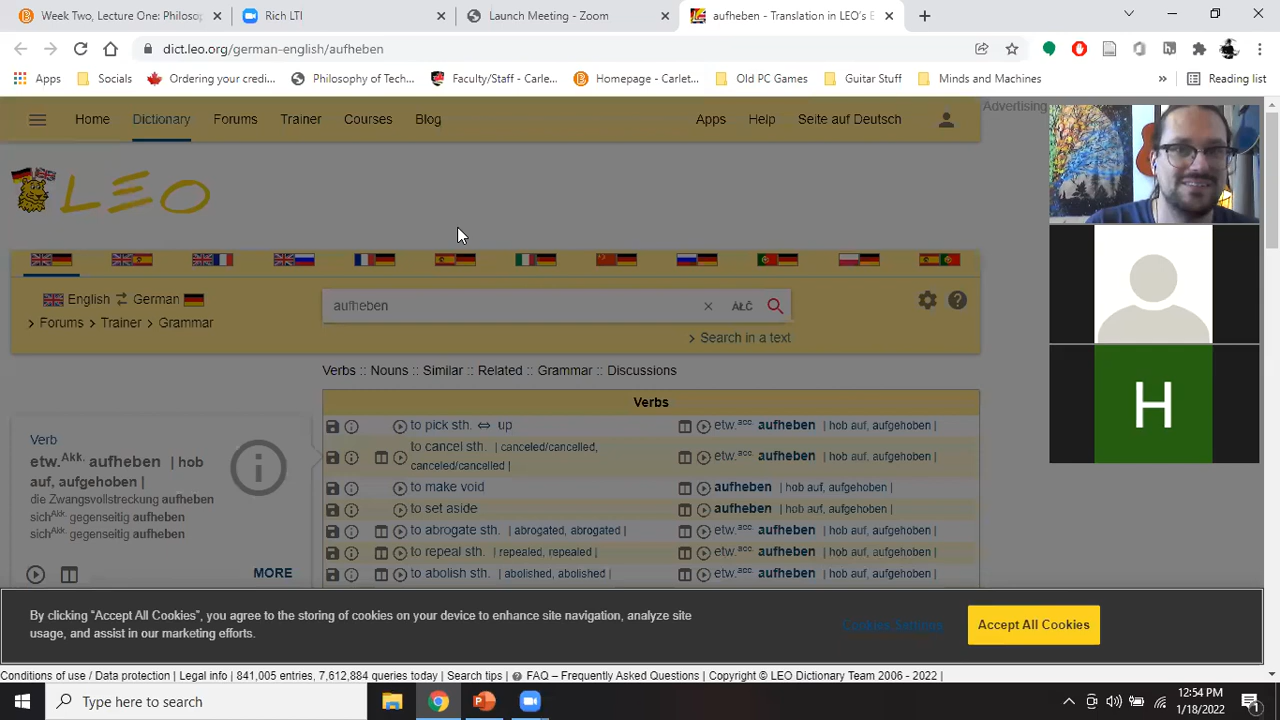 Week Two, Lecture One: Philosop
Rich LTI
Launch Meeting - Zoom
aufheben - Translation in LEO's E
dict.leo.org/german-english/aufheben
Apps
Socials
Ordering your credi...
Philosophy of Tech...
Faculty/Staff - Carle...
Homepage - Carlet...
Old PC Games
Guitar Stuff
Minds and Machines
»
Reading list
Advertising
Home
Dictionary
Forums
Trainer
Courses
Blog
Apps
Help
Seite auf Deutsch
LEO
English German
› Forums › Trainer › Grammar
aufheben
ÄŁČ
› Search in a text
Verbs :: Nouns :: Similar :: Related :: Grammar :: Discussions
Verbs
to pick sth. ⇔ up etw.acc. aufheben | hob auf, aufgehoben |
to cancel sth. | canceled/cancelled, canceled/cancelled | etw.acc. aufheben | hob auf, aufgehoben |
to make void aufheben | hob auf, aufgehoben |
to set aside aufheben | hob auf, aufgehoben |
to abrogate sth. | abrogated, abrogated | etw.acc. aufheben | hob auf, aufgehoben |
to repeal sth. | repealed, repealed | etw.acc. aufheben | hob auf, aufgehoben |
to abolish sth. | abolished, abolished | etw.acc. aufheben | hob auf, aufgehoben |
Verb
etw.Akk. aufheben | hob
auf, aufgehoben |
die Zwangsvollstreckung aufheben
sichAkk. gegenseitig aufheben
sichAkk. gegenseitig aufheben
MORE
H
By clicking "Accept All Cookies", you agree to the storing of cookies on your device to enhance site navigation, analyze site
usage, and assist in our marketing efforts.
Cookies Settings
Accept All Cookies
Conditions of use / Data protection | Legal info | 841,005 entries, 7,612,884 queries today | Search tips | FAQ – Frequently Asked Questions | Copyright © LEO Dictionary Team 2006 - 2022 |
Type here to search
12:54 PM
1/18/2022
1